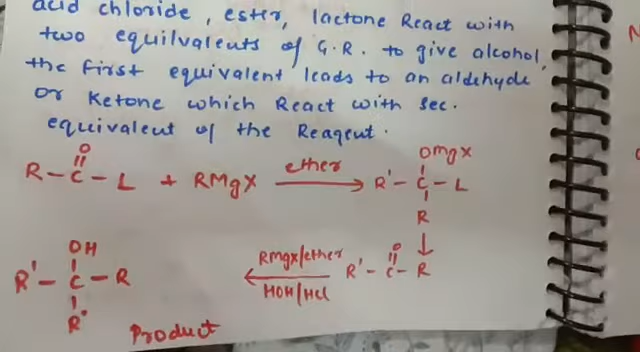 acid chloride, ester, lactone React with
two equilvalents of G.R. to give alcohol,
the first equivalent leads to an aldehyde
or Ketone which React with sec.
equivalent of the Reagent.
O
||
R-C-L + RMgX ether
OMgX
R'-C-L
R
↓
O
||
R'-C-R
RMgx/ether
HOH/HCl
OH
R'-C-R
R'
Product